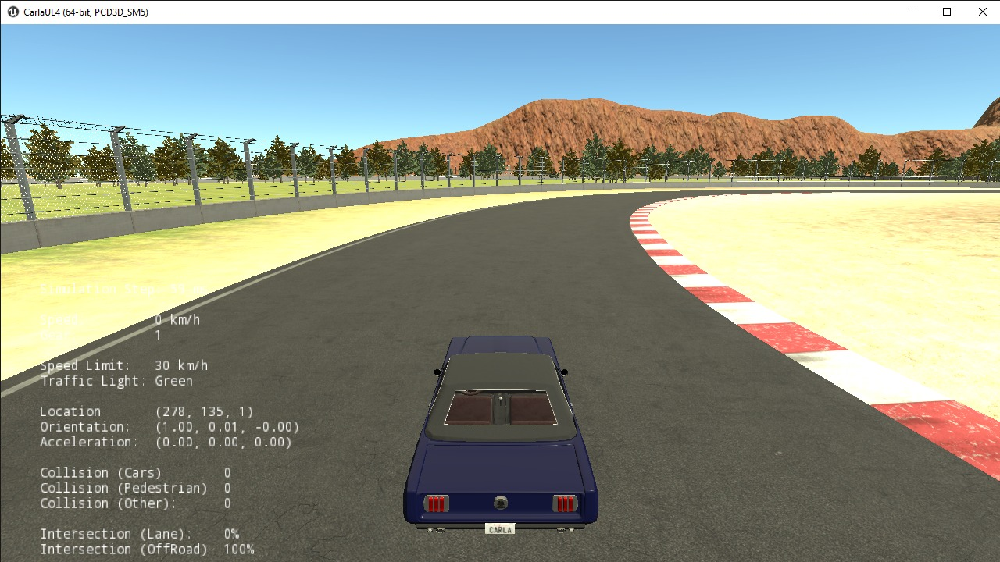 CarlaUE4 (64-bit, PCD3D_SM5)
Simulation Step:
Speed: 0 km/h
Gear: 1
Speed Limit: 30 km/h
Traffic Light: Green
Location: (278, 135, 1)
Orientation: (1.00, 0.01, -0.00)
Acceleration: (0.00, 0.00, 0.00)
Collision (Cars): 0
Collision (Pedestrian): 0
Collision (Other): 0
Intersection (Lane): 0%
Intersection (OffRoad): 100%
CARLA